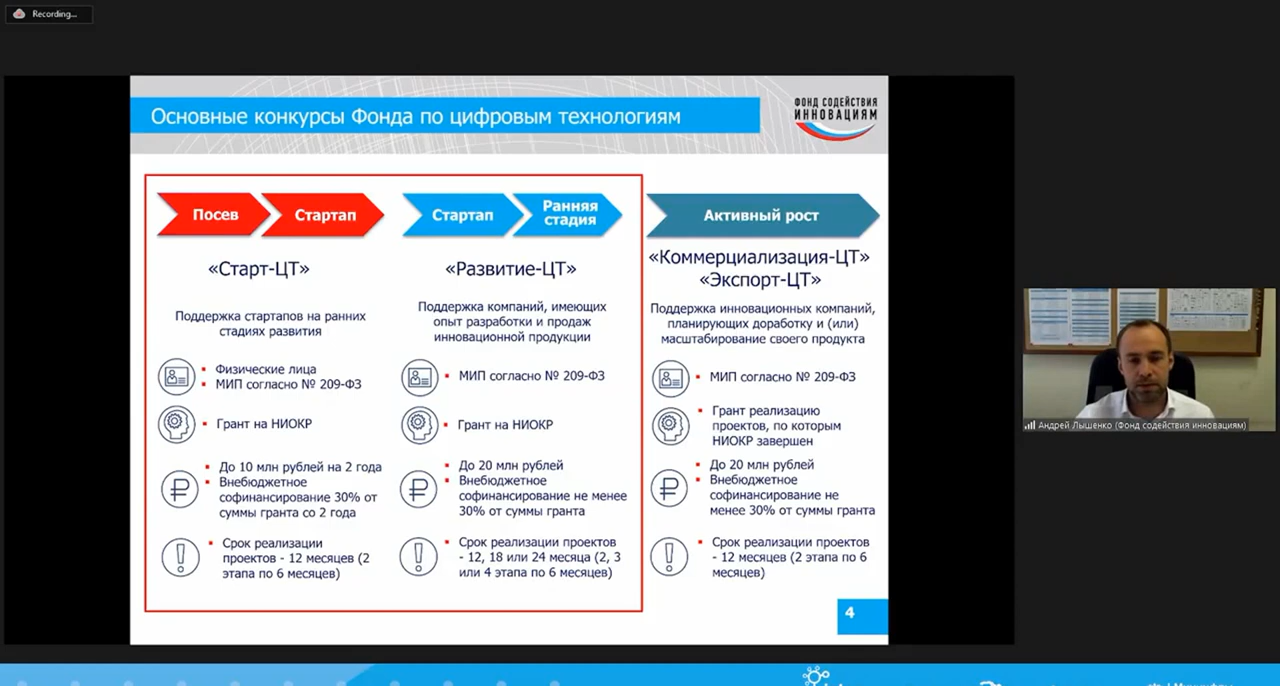 Recording...
Основные конкурсы Фонда по цифровым технологиям
ФОНД СОДЕЙСТВИЯ
ИННОВАЦИЯМ
Посев
Стартап
«Старт-ЦТ»
Поддержка стартапов на ранних
стадиях развития
Физические лица
МИП согласно № 209-ФЗ
Грант на НИОКР
До 10 млн рублей на 2 года
Внебюджетное
софинансирование 30% от
суммы гранта со 2 года
Срок реализации
проектов - 12 месяцев (2
этапа по 6 месяцев)
Стартап
Ранняя
стадия
«Развитие-ЦТ»
Поддержка компаний, имеющих
опыт разработки и продаж
инновационной продукции
МИП согласно № 209-ФЗ
Грант на НИОКР
До 20 млн рублей
Внебюджетное
софинансирование не менее
30% от суммы гранта
Срок реализации проектов
- 12, 18 или 24 месяца (2, 3
или 4 этапа по 6 месяцев)
Активный рост
«Коммерциализация-ЦТ»
«Экспорт-ЦТ»
Поддержка инновационных компаний,
планирующих доработку и (или)
масштабирование своего продукта
МИП согласно № 209-ФЗ
Грант реализацию
проектов, по которым
НИОКР завершен
До 20 млн рублей
Внебюджетное
софинансирование не
менее 30% от суммы гранта
Срок реализации проектов
- 12 месяцев (2 этапа по 6
месяцев)
4
Андрей Лышенко (Фонд содействия инновациям)